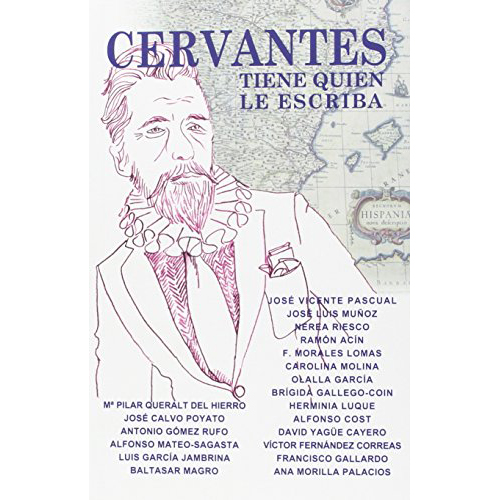 CERVANTES
TIENE QUIEN
LE ESCRIBA
HISPANIA
JOSÉ VICENTE PASCUAL
JOSÉ LUIS MUÑOZ
NEREA RIESCO
RAMÓN ACÍN
F. MORALES LOMAS
CAROLINA MOLINA
OLALLA GARCÍA
BRÍGIDA GALLEGO-COIN
HERMINIA LUQUE
ALFONSO COST
DAVID YAGÜE CAYERO
VÍCTOR FERNÁNDEZ CORREAS
FRANCISCO GALLARDO
ANA MORILLA PALACIOS
Mª PILAR QUERALT DEL HIERRO
JOSÉ CALVO POYATO
ANTONIO GÓMEZ RUFO
ALFONSO MATEO-SAGASTA
LUIS GARCÍA JAMBRINA
BALTASAR MAGRO